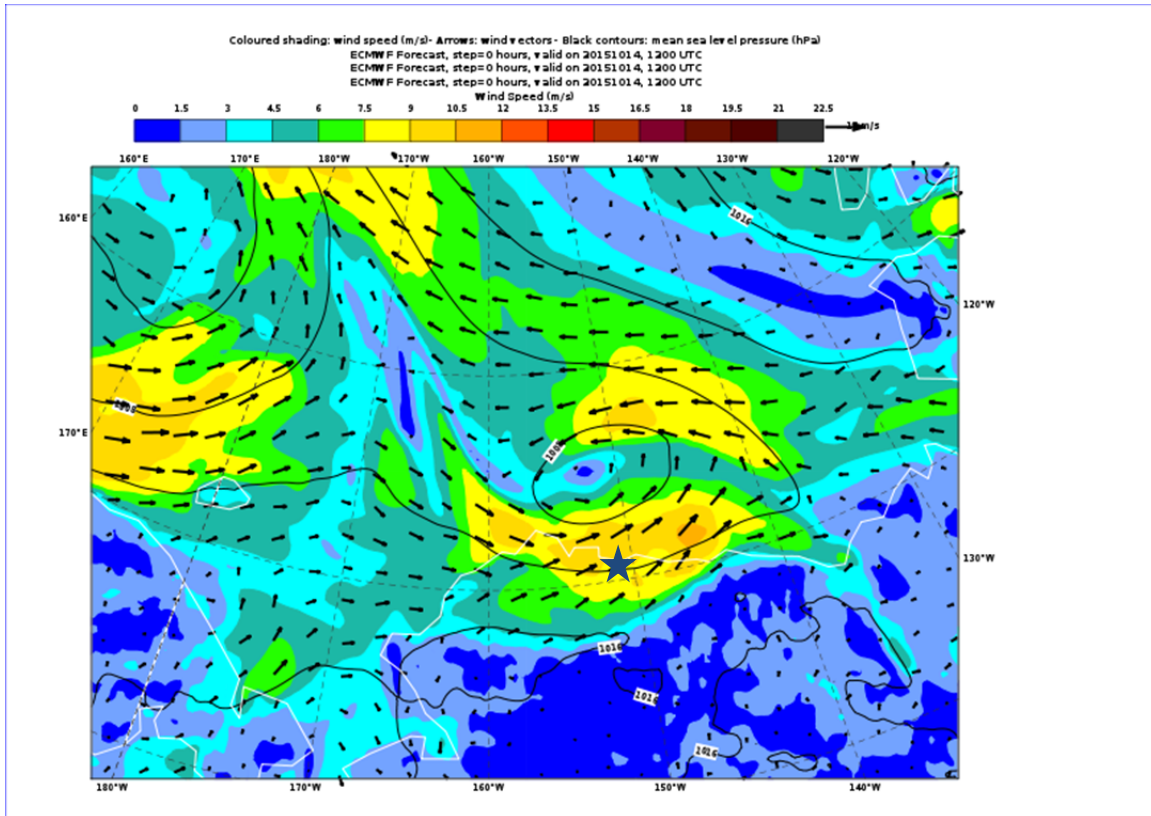 Coloured shading: wind speed (m/s)- Arrows: wind vectors - Black contours: mean sea level pressure (hPa)
ECMWF Forecast, step=0 hours, valid on 20151014, 1200 UTC
ECMWF Forecast, step=0 hours, valid on 20151014, 1200 UTC
ECMWF Forecast, step=0 hours, valid on 20151014, 1200 UTC
Wind Speed (m/s)
0 1.5 3 4.5 6 7.5 9 10.5 12 13.5 15 16.5 18 19.5 21 22.5
m/s
160°E 170°E 180°W 170°W 160°W 150°W 140°W 130°W 120°W
160°E
1016
120°W
1008
170°E
1008
130°W
1016
1016
1016
180°W 170°W 160°W 150°W 140°W